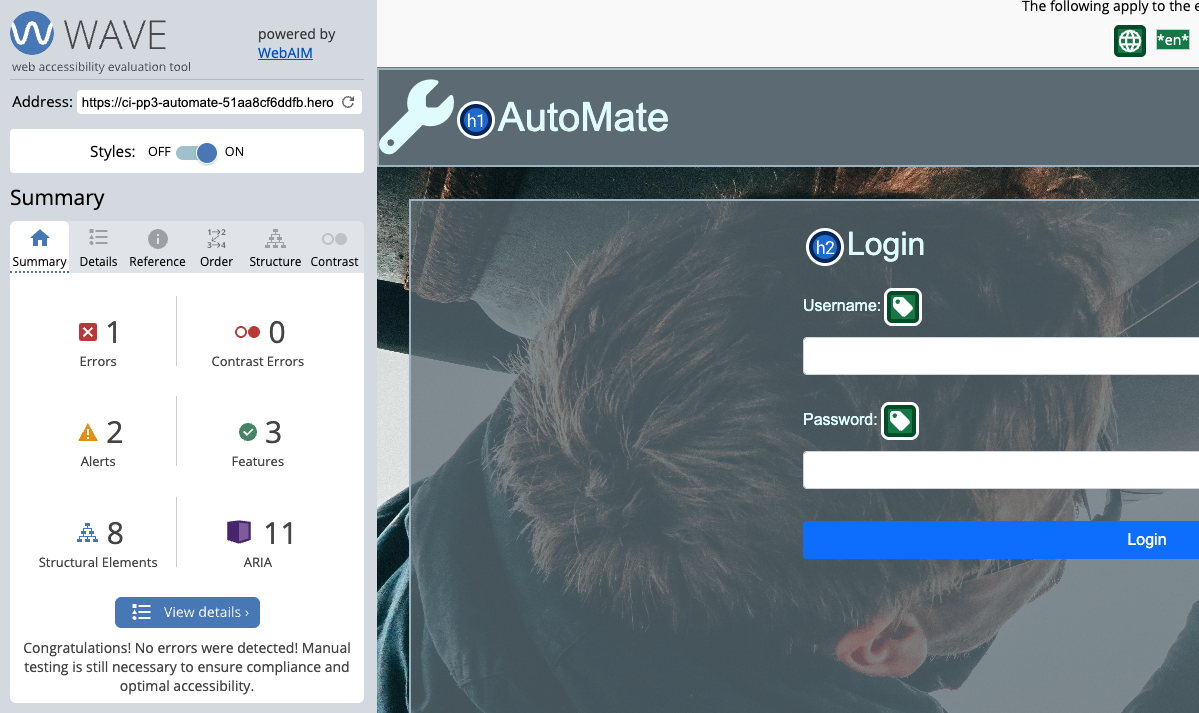 WAVE
web accessibility evaluation tool
powered by
WebAIM
Address: https://ci-pp3-automate-51aa8cf6ddfb.hero
Styles: OFF ON
Summary
Summary Details Reference Order Structure Contrast
1 Errors
0 Contrast Errors
2 Alerts
3 Features
8 Structural Elements
11 ARIA
View details ›
Congratulations! No errors were detected! Manual
testing is still necessary to ensure compliance and
optimal accessibility.
The following apply to the e
*en*
h1 AutoMate
h2 Login
Username:
Password:
Login